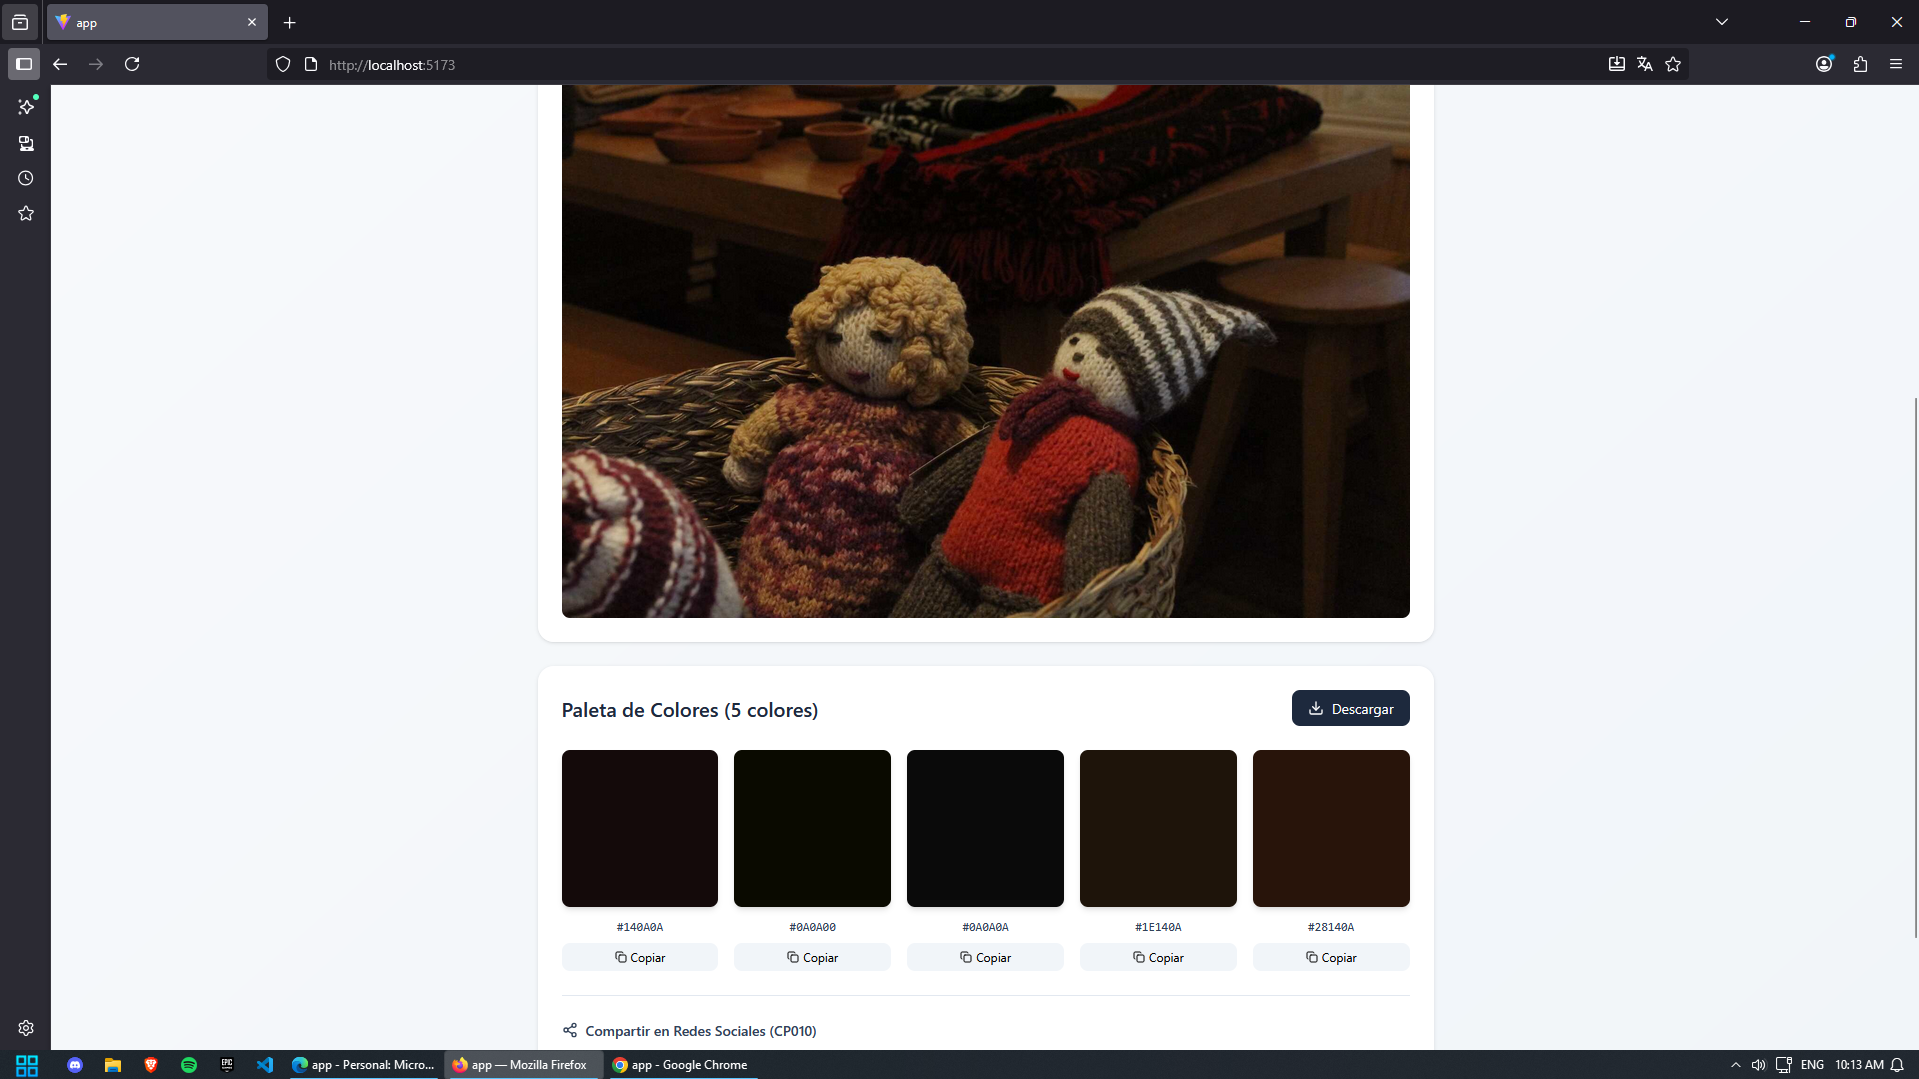 app
http://localhost:5173
Paleta de Colores (5 colores)
Descargar
#140A0A
#0A0A00
#0A0A0A
#1E140A
#28140A
Copiar
Copiar
Copiar
Copiar
Copiar
Compartir en Redes Sociales (CP010)
EPIC
GAMES
app - Personal: Micro...
app — Mozilla Firefox
app - Google Chrome
ENG
10:13 AM